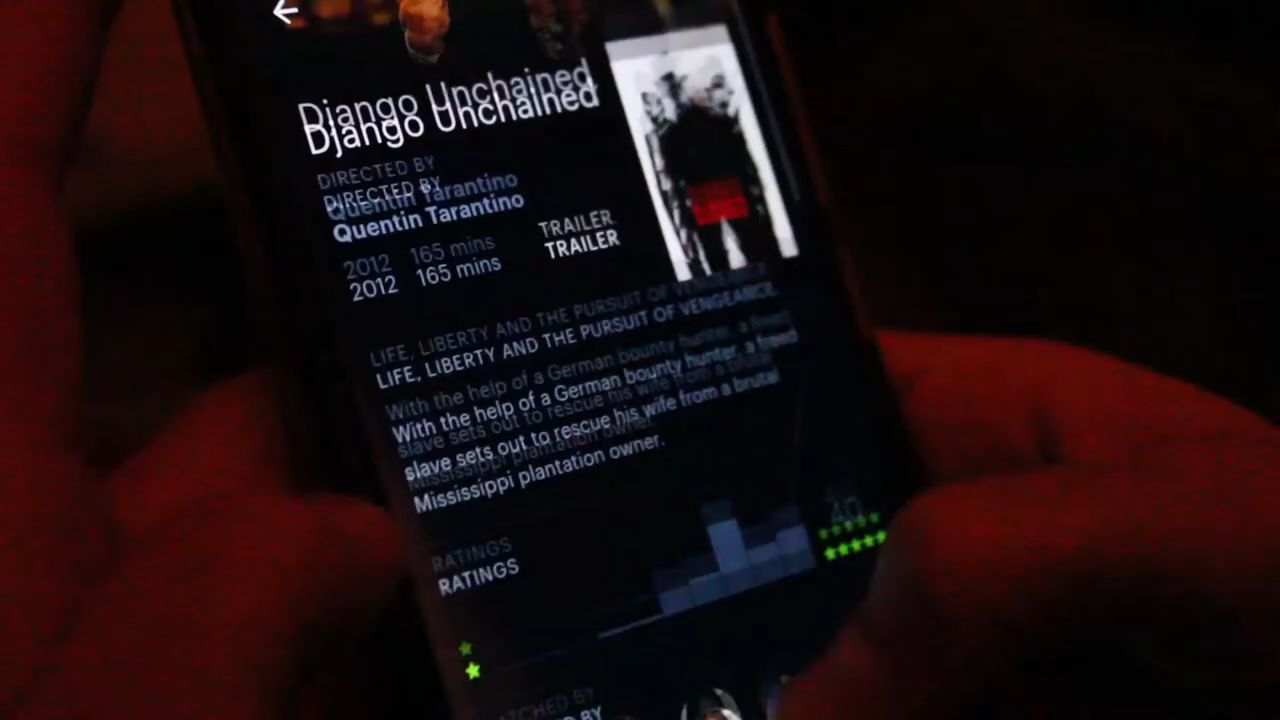 Django Unchained
DIRECTED BY
Quentin Tarantino
2012 165 mins
TRAILER
LIFE, LIBERTY AND THE PURSUIT OF VENGEANCE.
With the help of a German bounty hunter, a freed
slave sets out to rescue his wife from a brutal
Mississippi plantation owner.
RATINGS